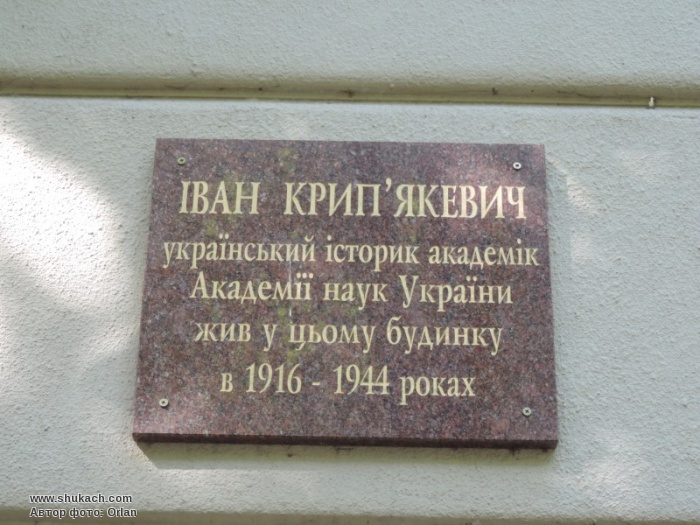 ІВАН КРИП'ЯКЕВИЧ
український історик академік
Академії наук України
жив у цьому будинку
в 1916 - 1944 роках
www.shukach.com
Автор фото: Orlan